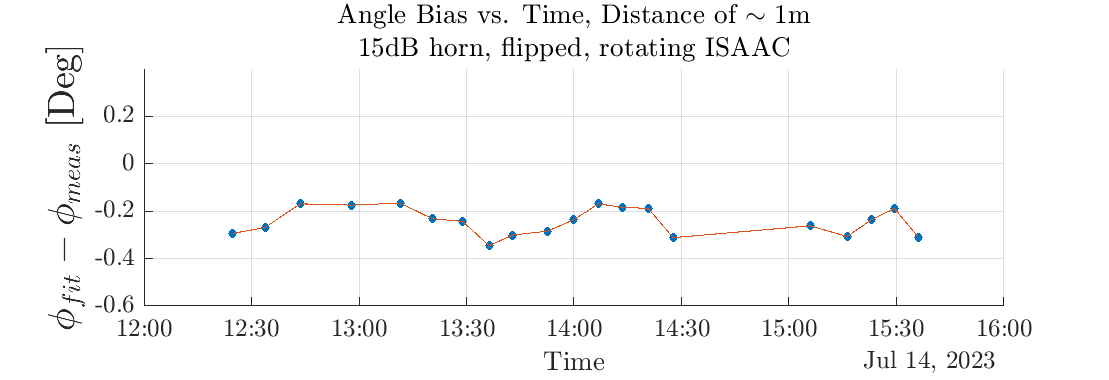 Angle Bias vs. Time, Distance of ∼ 1m
15dB horn, flipped, rotating ISAAC
ϕfit − ϕmeas [Deg]
0.2
0
-0.2
-0.4
-0.6
12:00 12:30 13:00 13:30 14:00 14:30 15:00 15:30 16:00
Time
Jul 14, 2023